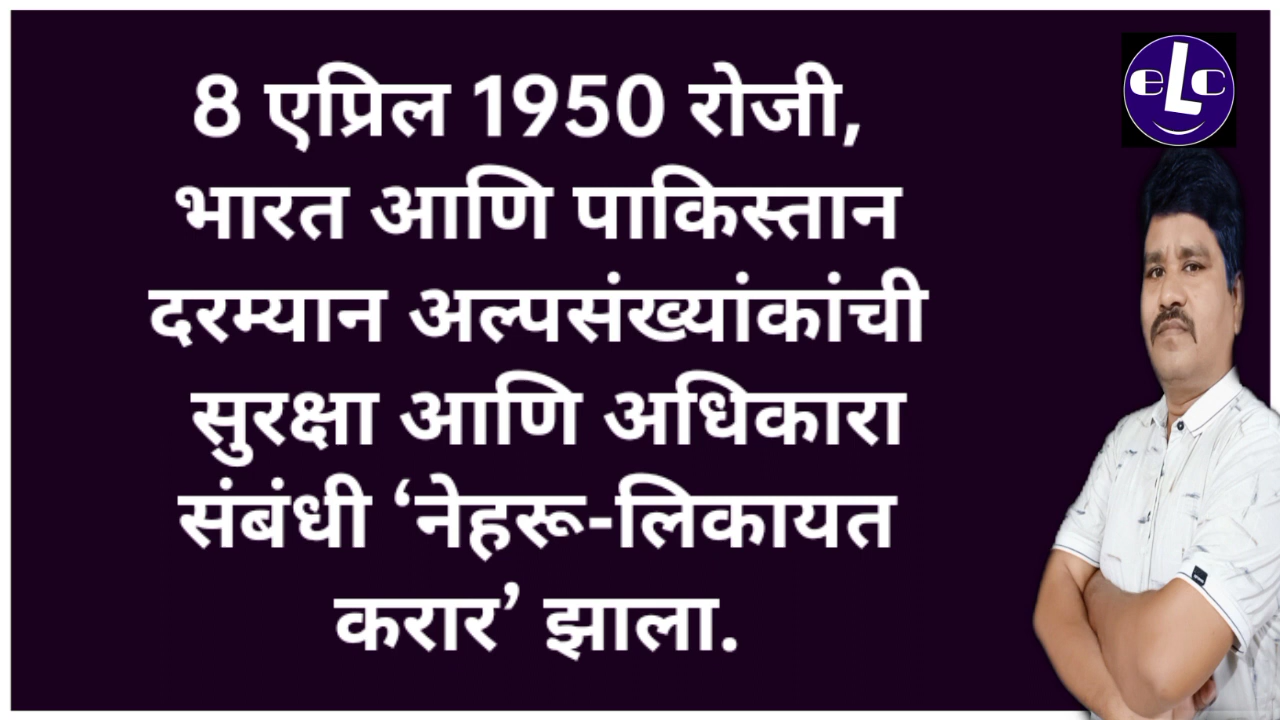 eLc
8 एप्रिल 1950 रोजी,
भारत आणि पाकिस्तान
दरम्यान अल्पसंख्यांकांची
सुरक्षा आणि अधिकारा
संबंधी ‘नेहरू-लिकायत
करार’ झाला.